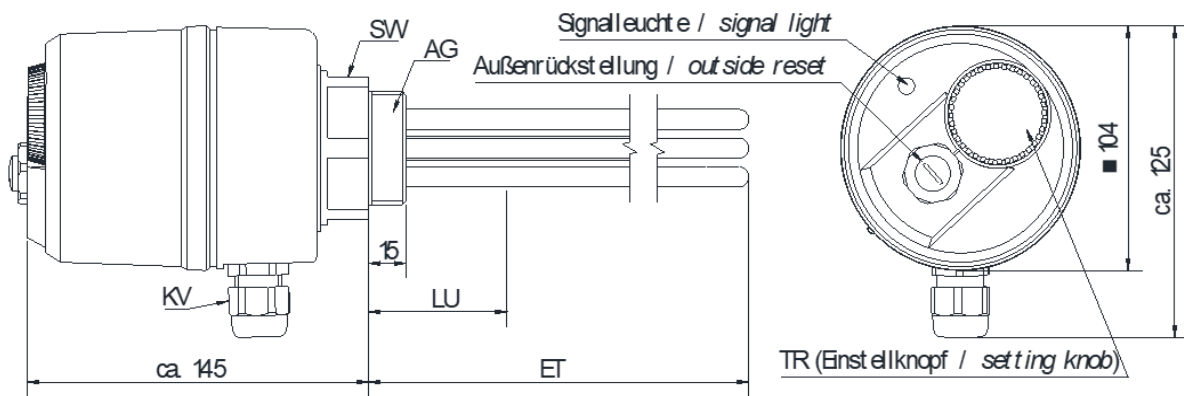 Signalleuchte / signal light
SW
AG
Außenrückstellung / outside reset
■ 104
ca. 125
15
KV
LU
TR (Einstellknopf / setting knob)
ca. 145
ET